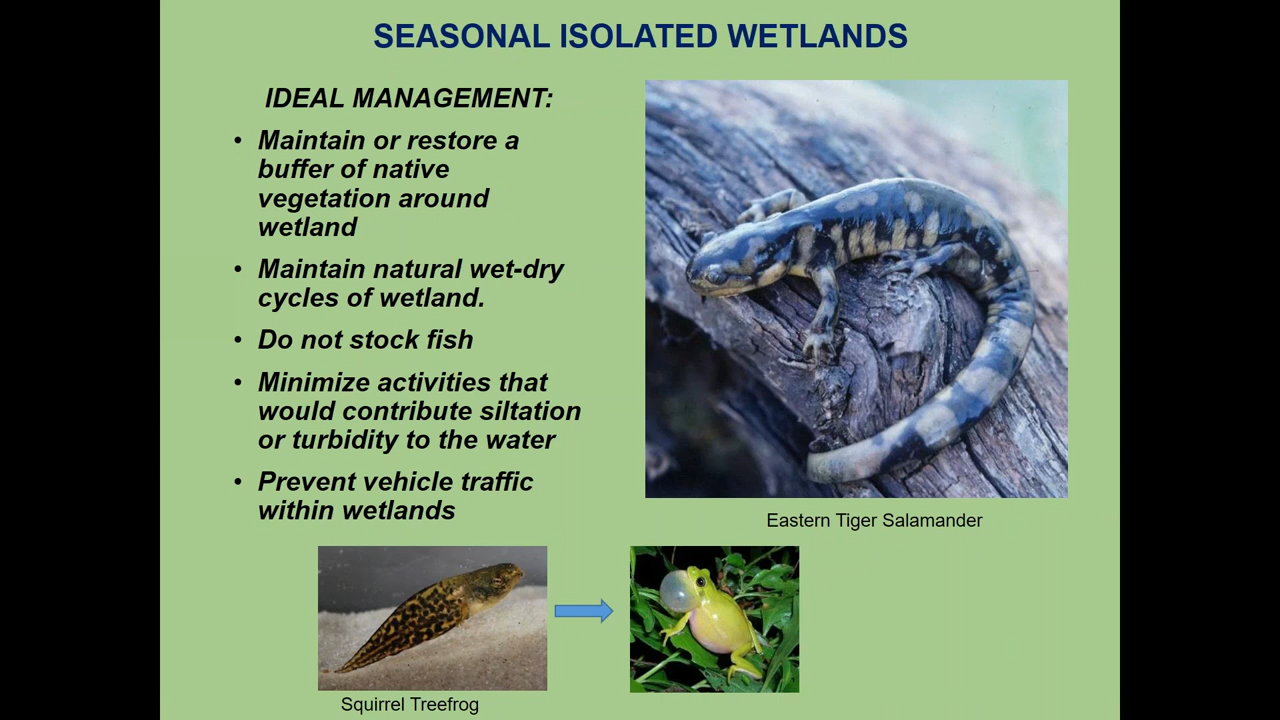 SEASONAL ISOLATED WETLANDS
IDEAL MANAGEMENT:
• Maintain or restore a
buffer of native
vegetation around
wetland
• Maintain natural wet-dry
cycles of wetland.
• Do not stock fish
• Minimize activities that
would contribute siltation
or turbidity to the water
• Prevent vehicle traffic
within wetlands
Eastern Tiger Salamander
Squirrel Treefrog